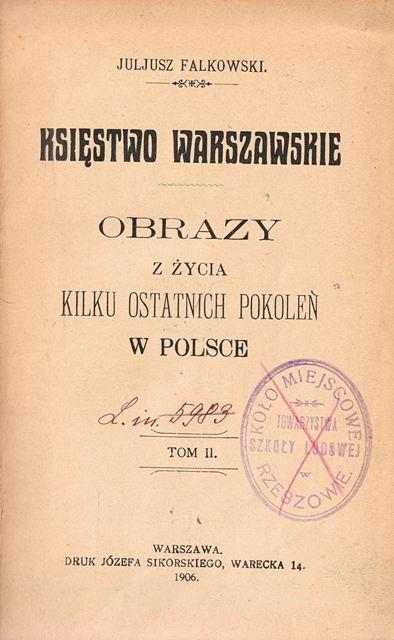 JULJUSZ FALKOWSKI.
KSIĘSTWO WARSZAWSKIE
OBRAZY
Z ŻYCIA
KILKU OSTATNICH POKOLEŃ
W POLSCE
L. in. 5983
KOŁO MIEJSCOWE
TOWARZYSTWA
SZKOŁY LUDOWEJ
W
RZESZOWIE.
TOM II.
WARSZAWA.
DRUK JÓZEFA SIKORSKIEGO, WARECKA 14.
1906.